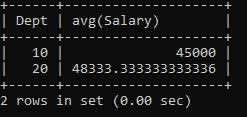 +------+--------------------+
| Dept | avg(Salary)        |
+------+--------------------+
|   10 |              45000 |
|   20 | 48333.333333333336 |
+------+--------------------+
2 rows in set (0.00 sec)